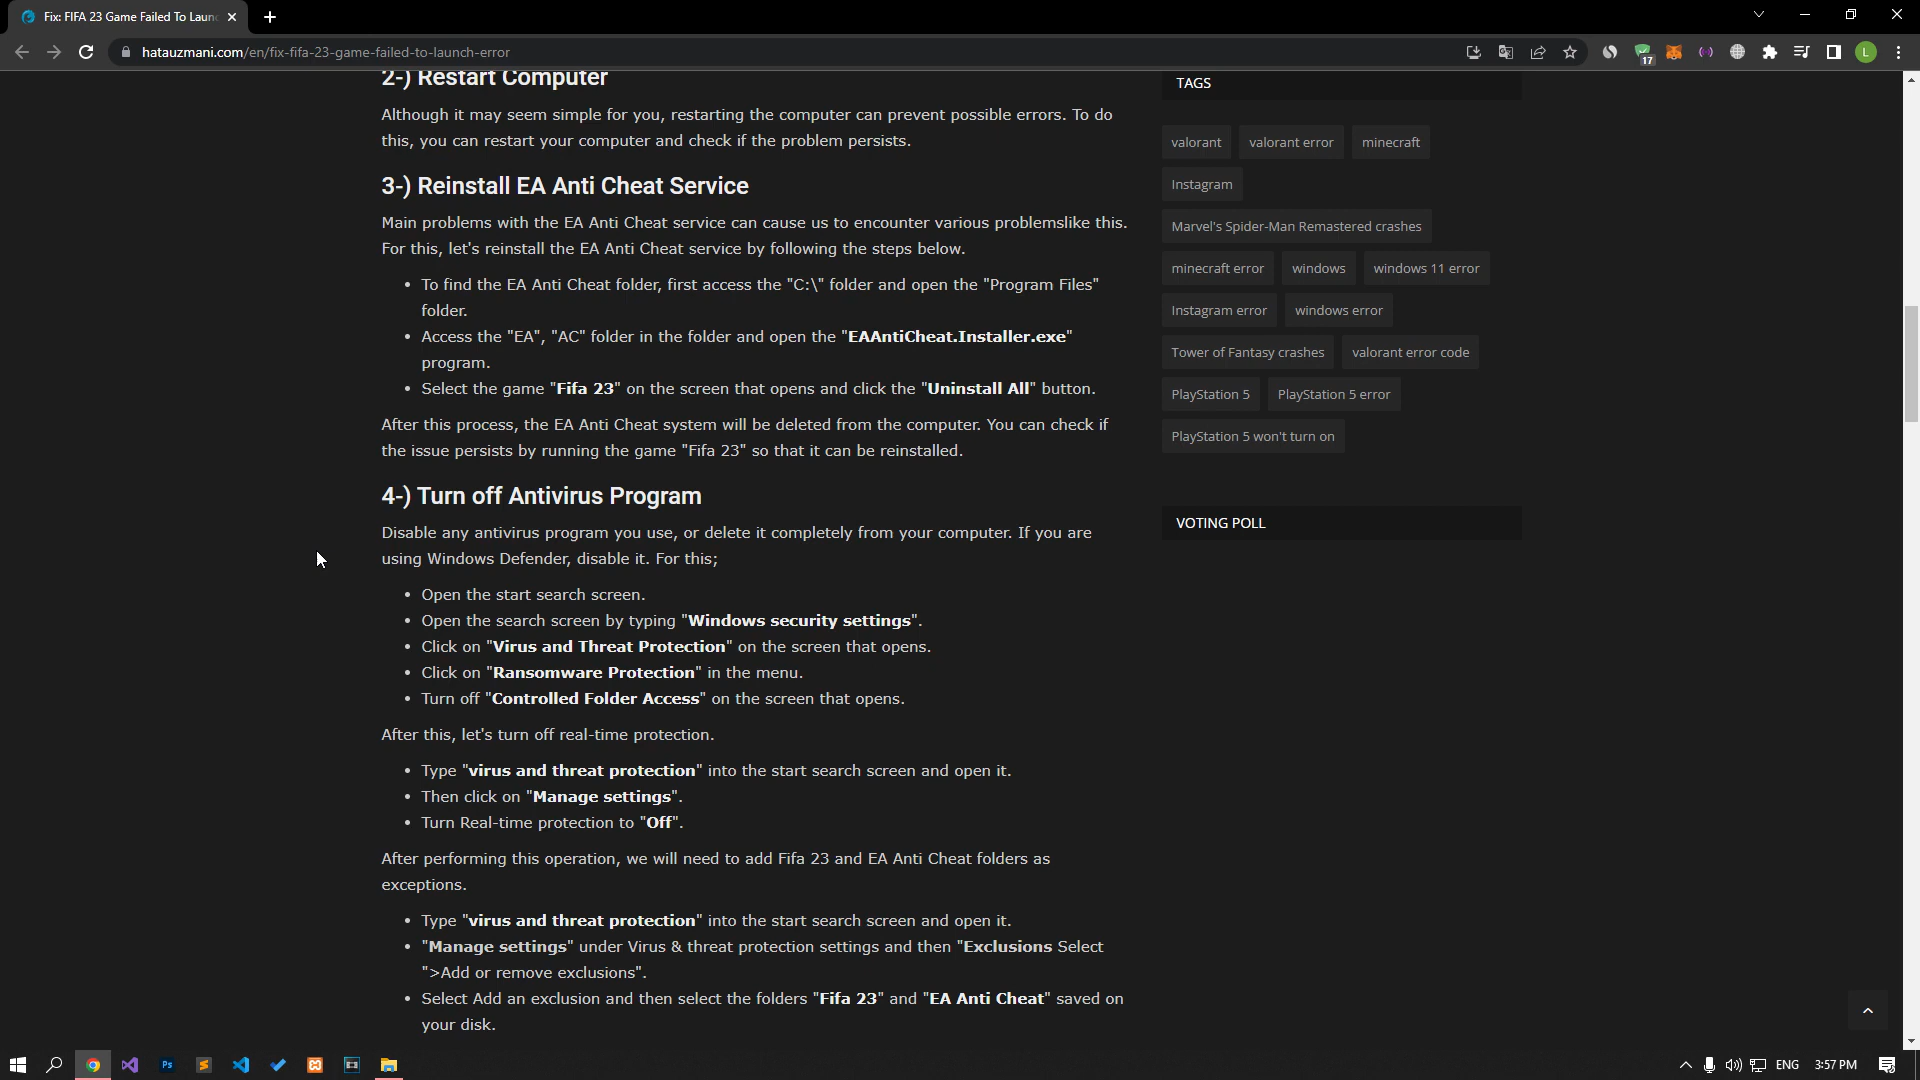 Fix: FIFA 23 Game Failed To Laun
hatauzmani.com/en/fix-fifa-23-game-failed-to-launch-error
17
L
2-) Restart Computer
Although it may seem simple for you, restarting the computer can prevent possible errors. To do
this, you can restart your computer and check if the problem persists.
3-) Reinstall EA Anti Cheat Service
Main problems with the EA Anti Cheat service can cause us to encounter various problemslike this.
For this, let's reinstall the EA Anti Cheat service by following the steps below.
• To find the EA Anti Cheat folder, first access the "C:\" folder and open the "Program Files"
folder.
• Access the "EA", "AC" folder in the folder and open the "EAAntiCheat.Installer.exe"
program.
• Select the game "Fifa 23" on the screen that opens and click the "Uninstall All" button.
After this process, the EA Anti Cheat system will be deleted from the computer. You can check if
the issue persists by running the game "Fifa 23" so that it can be reinstalled.
4-) Turn off Antivirus Program
Disable any antivirus program you use, or delete it completely from your computer. If you are
using Windows Defender, disable it. For this;
• Open the start search screen.
• Open the search screen by typing "Windows security settings".
• Click on "Virus and Threat Protection" on the screen that opens.
• Click on "Ransomware Protection" in the menu.
• Turn off "Controlled Folder Access" on the screen that opens.
After this, let's turn off real-time protection.
• Type "virus and threat protection" into the start search screen and open it.
• Then click on "Manage settings".
• Turn Real-time protection to "Off".
After performing this operation, we will need to add Fifa 23 and EA Anti Cheat folders as
exceptions.
• Type "virus and threat protection" into the start search screen and open it.
• "Manage settings" under Virus & threat protection settings and then "Exclusions Select
">Add or remove exclusions".
• Select Add an exclusion and then select the folders "Fifa 23" and "EA Anti Cheat" saved on
your disk.
TAGS
valorant valorant error minecraft
Instagram
Marvel's Spider-Man Remastered crashes
minecraft error windows windows 11 error
Instagram error windows error
Tower of Fantasy crashes valorant error code
PlayStation 5 PlayStation 5 error
PlayStation 5 won't turn on
VOTING POLL
Ps
ENG 3:57 PM